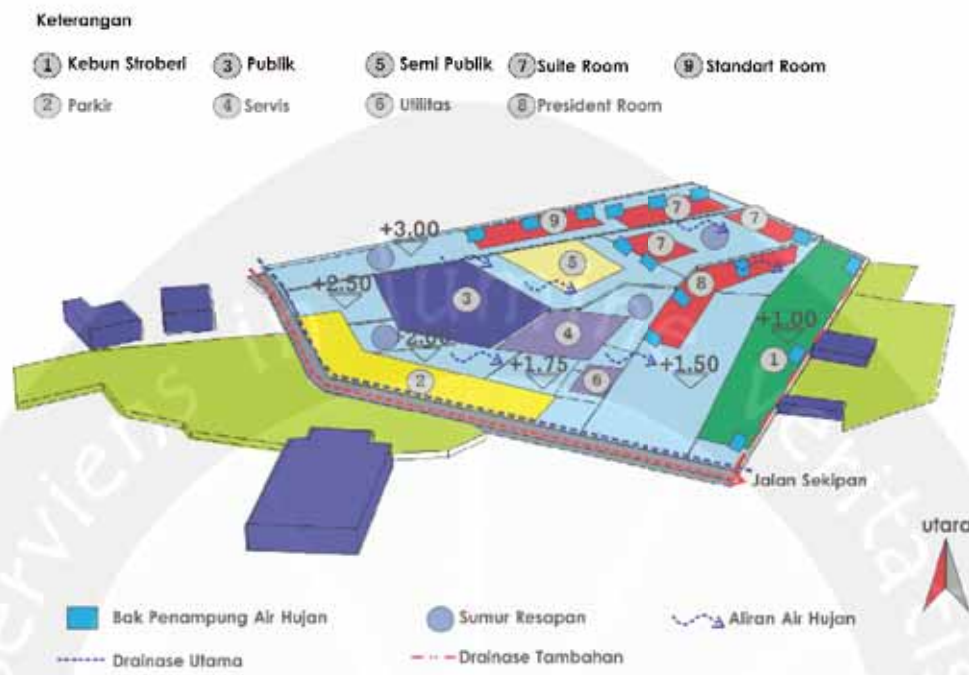 Keterangan
1 Kebun Stroberi 3 Publik 5 Semi Publik 7 Suite Room 9 Standart Room
2 Parkir 4 Servis 6 Utilitas 8 President Room
+3.00
9
7
7
+2.50
5
7
3
8
+1.00
4
1
+1.75
+1.50
2
6
Jalan Sekipan
utara
Bak Penampung Air Hujan Sumur Resapan Aliran Air Hujan
Drainase Utama Drainase Tambahan